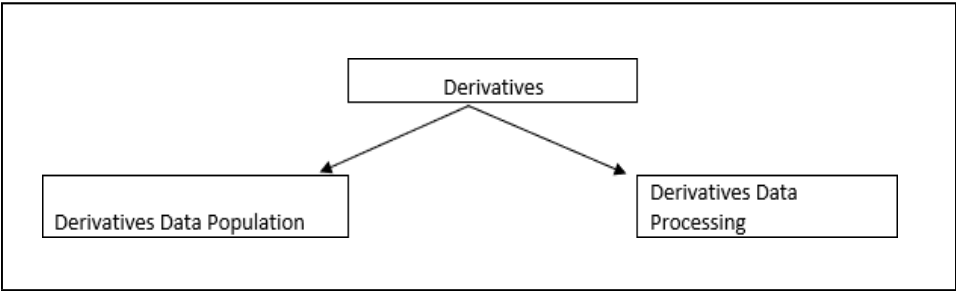 Derivatives
Derivatives Data Population
Derivatives Data
Processing